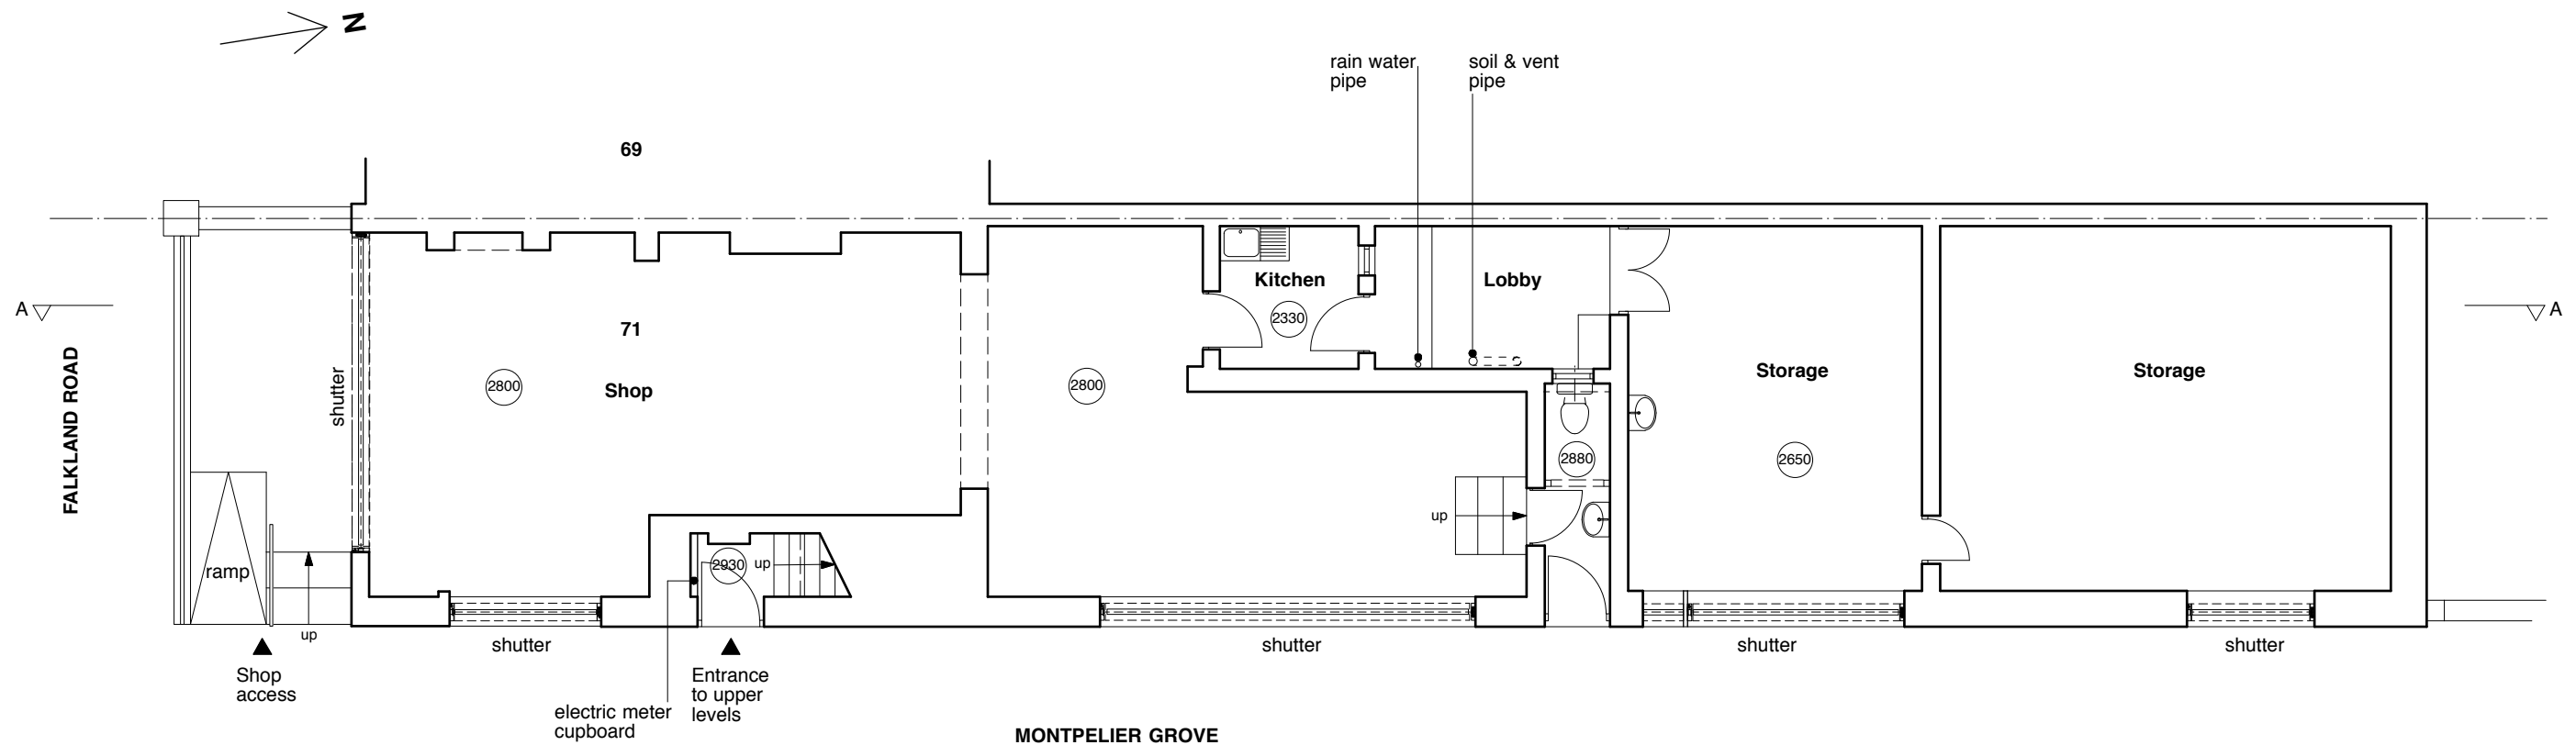 N
rain water
pipe
soil & vent
pipe
69
A
A
Kitchen
2330
Lobby
71
Shop
2800
2800
shutter
FALKLAND ROAD
Storage
Storage
2880
2650
up
ramp
up
2930
up
shutter
shutter
shutter
shutter
Shop
access
Entrance
to upper
levels
electric meter
cupboard
MONTPELIER GROVE